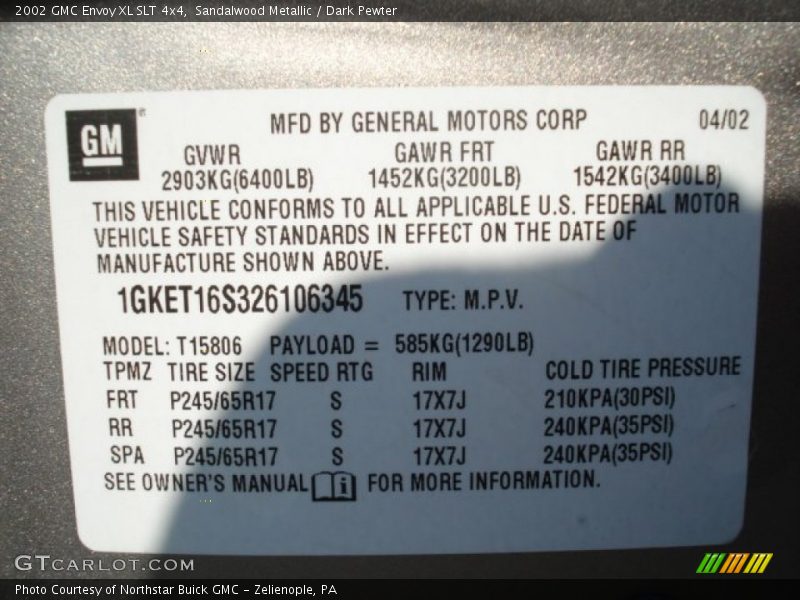 2002 GMC Envoy XL SLT 4x4,  Sandalwood Metallic / Dark Pewter
GM ® MFD BY GENERAL MOTORS CORP 04/02
GVWR GAWR FRT GAWR RR
2903KG(6400LB) 1452KG(3200LB) 1542KG(3400LB)
THIS VEHICLE CONFORMS TO ALL APPLICABLE U.S. FEDERAL MOTOR
VEHICLE SAFETY STANDARDS IN EFFECT ON THE DATE OF
MANUFACTURE SHOWN ABOVE.
1GKET16S326106345 TYPE: M.P.V.
MODEL: T15806 PAYLOAD = 585KG(1290LB)
TPMZ TIRE SIZE SPEED RTG RIM COLD TIRE PRESSURE
FRT P245/65R17 S 17X7J 210KPA(30PSI)
RR P245/65R17 S 17X7J 240KPA(35PSI)
SPA P245/65R17 S 17X7J 240KPA(35PSI)
SEE OWNER'S MANUAL i FOR MORE INFORMATION.
GTCARLOT.COM
Photo Courtesy of Northstar Buick GMC - Zelienople, PA